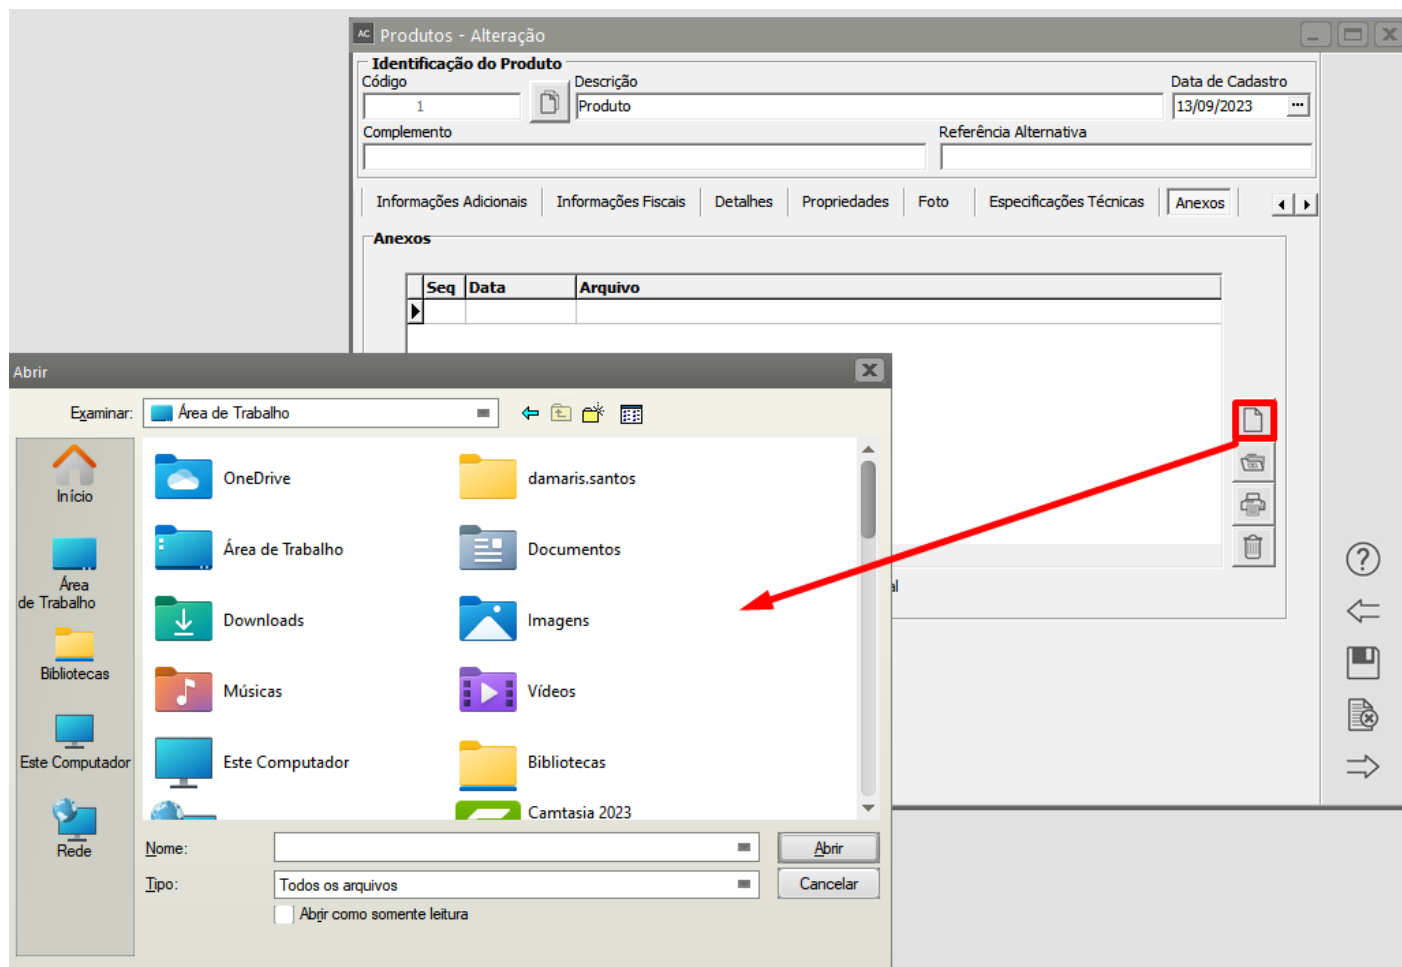 AC Produtos - Alteração
Identificação do Produto
Código
Descrição
Data de Cadastro
1
Produto
13/09/2023
Complemento
Referência Alternativa
Informações Adicionais
Informações Fiscais
Detalhes
Propriedades
Foto
Especificações Técnicas
Anexos
Anexos
Seq
Data
Arquivo
Abrir
Examinar:
Área de Trabalho
Início
Área
de Trabalho
Bibliotecas
Este Computador
Rede
OneDrive
damaris.santos
Área de Trabalho
Documentos
Downloads
Imagens
Músicas
Vídeos
Este Computador
Bibliotecas
Camtasia 2023
Nome:
Abrir
Tipo:
Todos os arquivos
Cancelar
Abrir como somente leitura